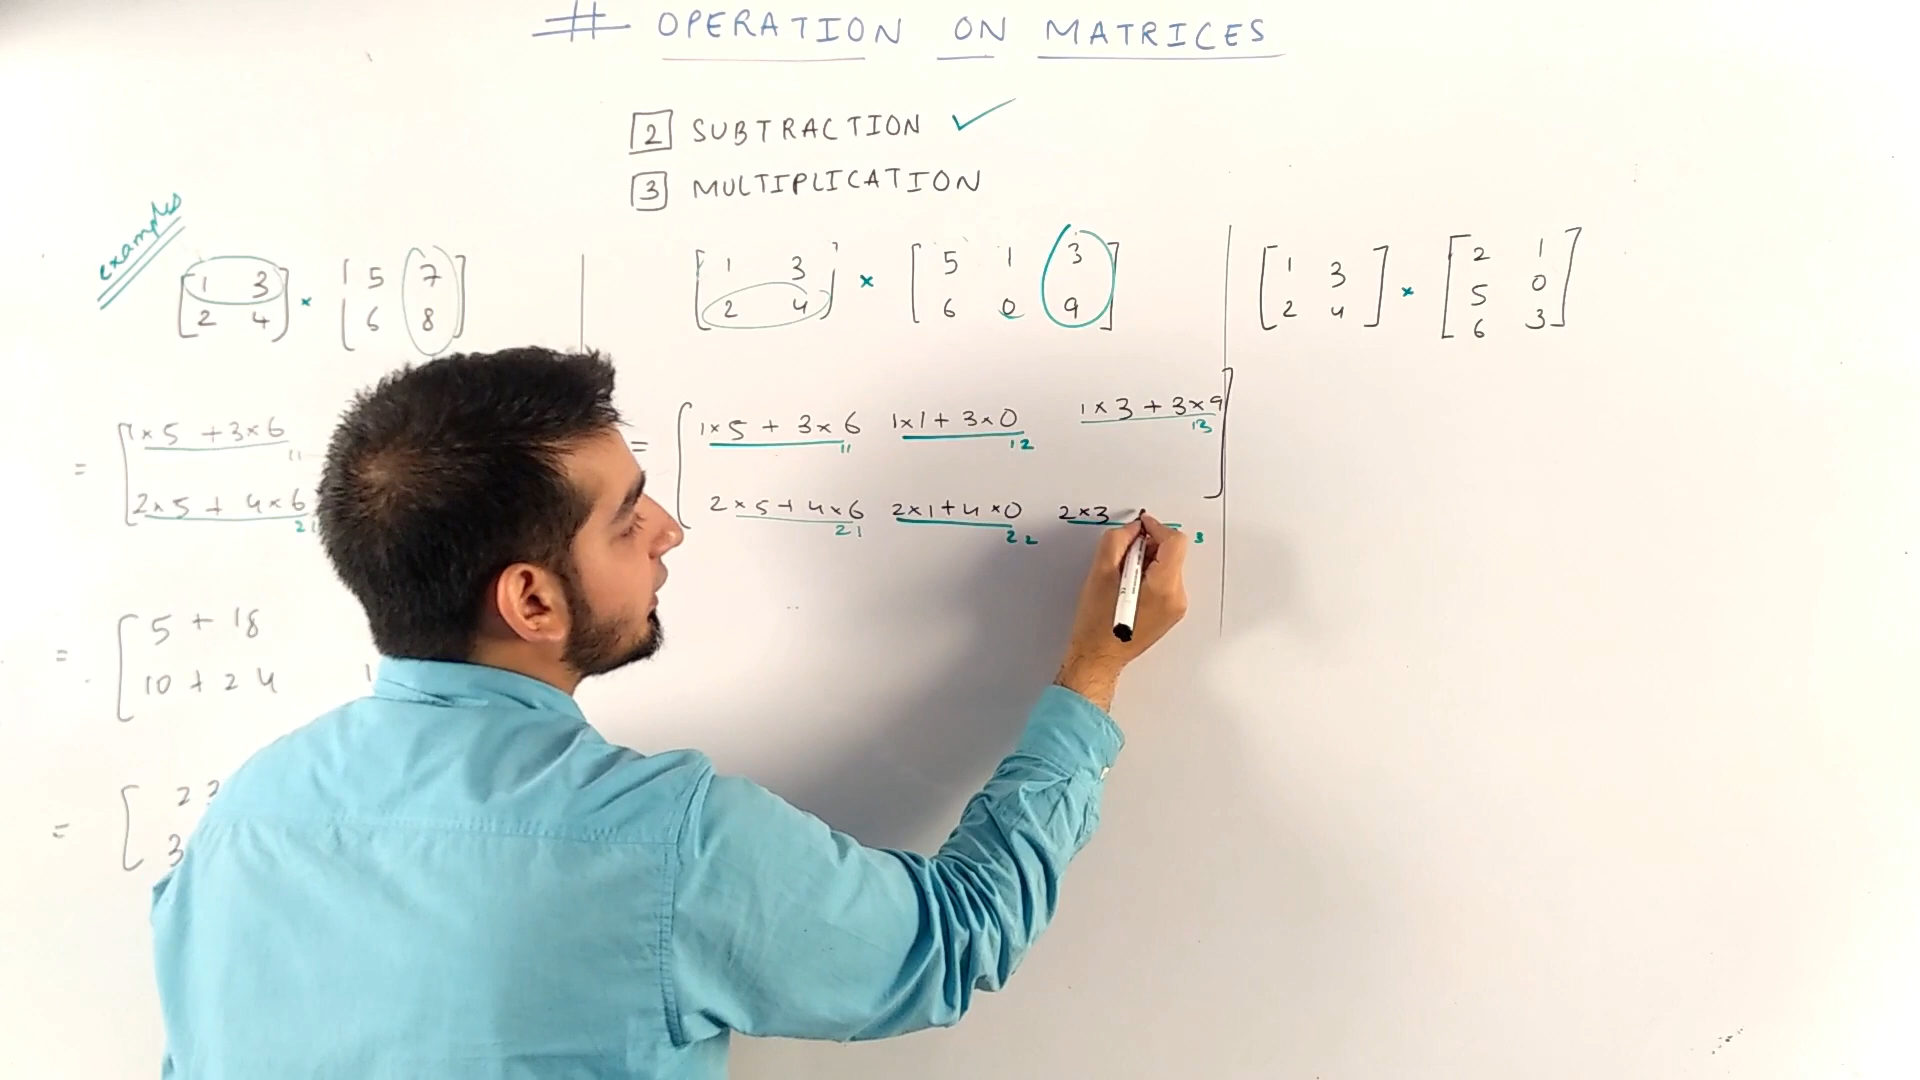 # OPERATION ON MATRICES
2 SUBTRACTION ✓
3 MULTIPLICATION
examples
[1 3] × [5 7]
[2 4] [6 8]
= [1×5 + 3×6 11
2×5 + 4×6 21
= [5 + 18
10 + 24 1
= [2
3
[1 3] × [5 1 3]
[2 4] [6 0 9]
= [1×5 + 3×6 11 1×1 + 3×0 12 1×3 + 3×9 13]
2×5 + 4×6 21 2×1 + 4×0 22 2×3 3
[1 3] × [2 1]
[2 4] [5 0]
[6 3]